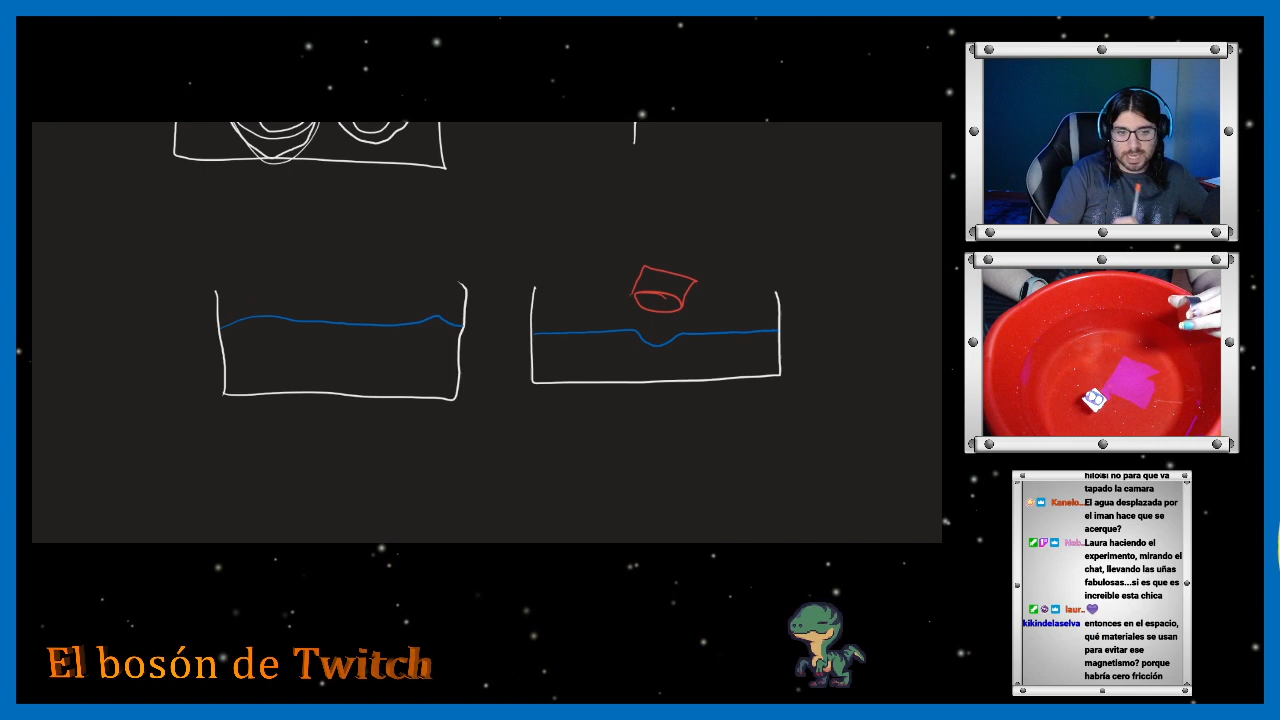 hilo si no para que va
tapado la camara
Kanelo.. El agua desplazada por
el iman hace que se
acerque?
Nob.. Laura haciendo el
experimento, mirando el
chat, llevando las uñas
fabulosas...si es que es
increible esta chica
laur.. 💜
kikindelaselva entonces en el espacio,
qué materiales se usan
para evitar ese
magnetismo? porque
habría cero fricción
El bosón de Twitch